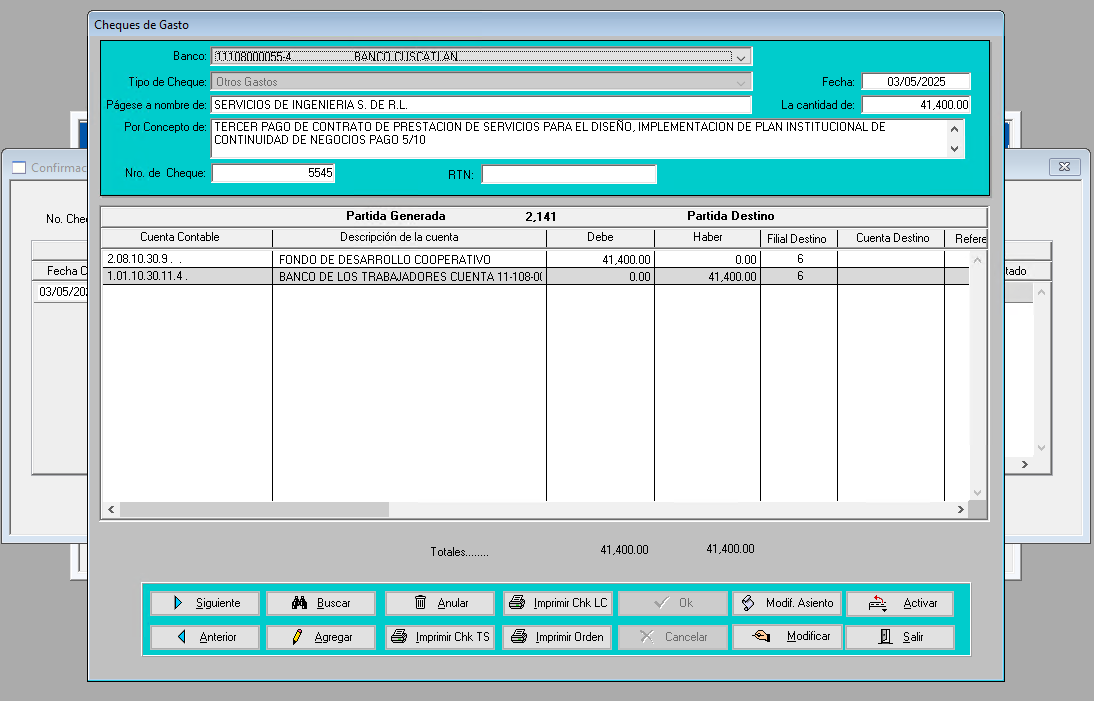 Cheques de Gasto
Banco: 11108000055-4 BANCO CUSCATLAN
Tipo de Cheque: Otros Gastos Fecha: 03/05/2025
Págese a nombre de: SERVICIOS DE INGENIERIA S. DE R.L. La cantidad de: 41,400.00
Por Concepto de: TERCER PAGO DE CONTRATO DE PRESTACION DE SERVICIOS PARA EL DISEÑO, IMPLEMENTACION DE PLAN INSTITUCIONAL DE
CONTINUIDAD DE NEGOCIOS PAGO 5/10
Confirmac
Nro. de Cheque: 5545 RTN:
No. Che
Partida Generada 2,141 Partida Destino
Cuenta Contable Descripción de la cuenta Debe Haber Filial Destino Cuenta Destino Refere
2.08.10.30.9 . . FONDO DE DESARROLLO COOPERATIVO 41,400.00 0.00 6
Fecha C tado
1.01.10.30.11.4 . BANCO DE LOS TRABAJADORES CUENTA 11-108-0 0.00 41,400.00 6
03/05/202
Totales........ 41,400.00 41,400.00
Siguiente Buscar Anular Imprimir Chk LC Ok Modif. Asiento Activar
Anterior Agregar Imprimir Chk TS Imprimir Orden Cancelar Modificar Salir